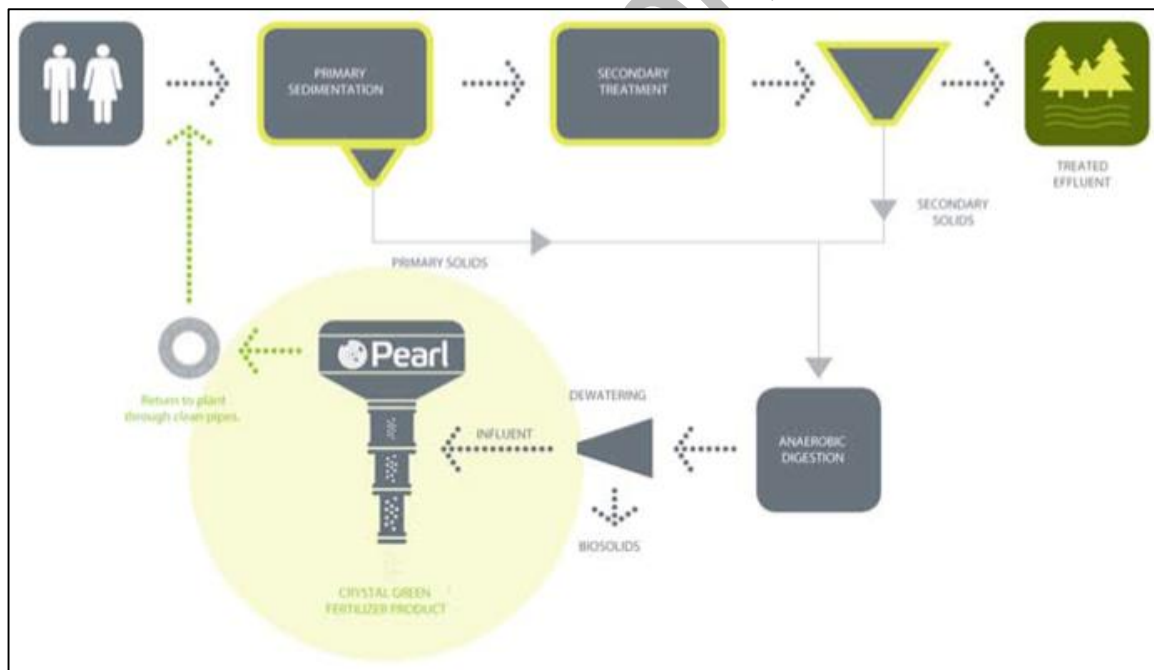 PRIMARY
SEDIMENTATION
SECONDARY
TREATMENT
TREATED
EFFLUENT
SECONDARY
SOLIDS
PRIMARY SOLIDS
Pearl
Return to plant
through clean pipes.
DEWATERING
INFLUENT
ANAEROBIC
DIGESTION
BIOSOLIDS
CRYSTAL GREEN
FERTILIZER PRODUCT